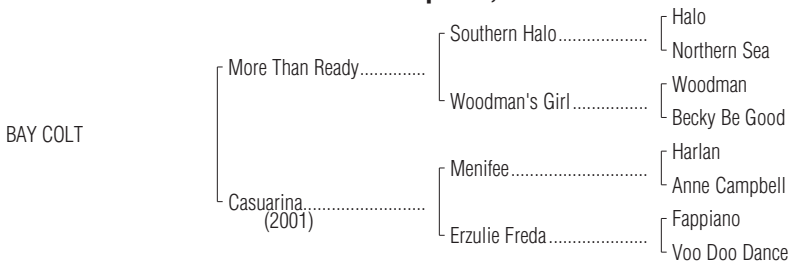 Halo
Southern Halo....................
Northern Sea
More Than Ready..............
Woodman
Woodman's Girl.................
Becky Be Good
BAY COLT
Harlan
Menifee..............................
Anne Campbell
Casuarina..........................
(2001)
Fappiano
Erzulie Freda......................
Voo Doo Dance